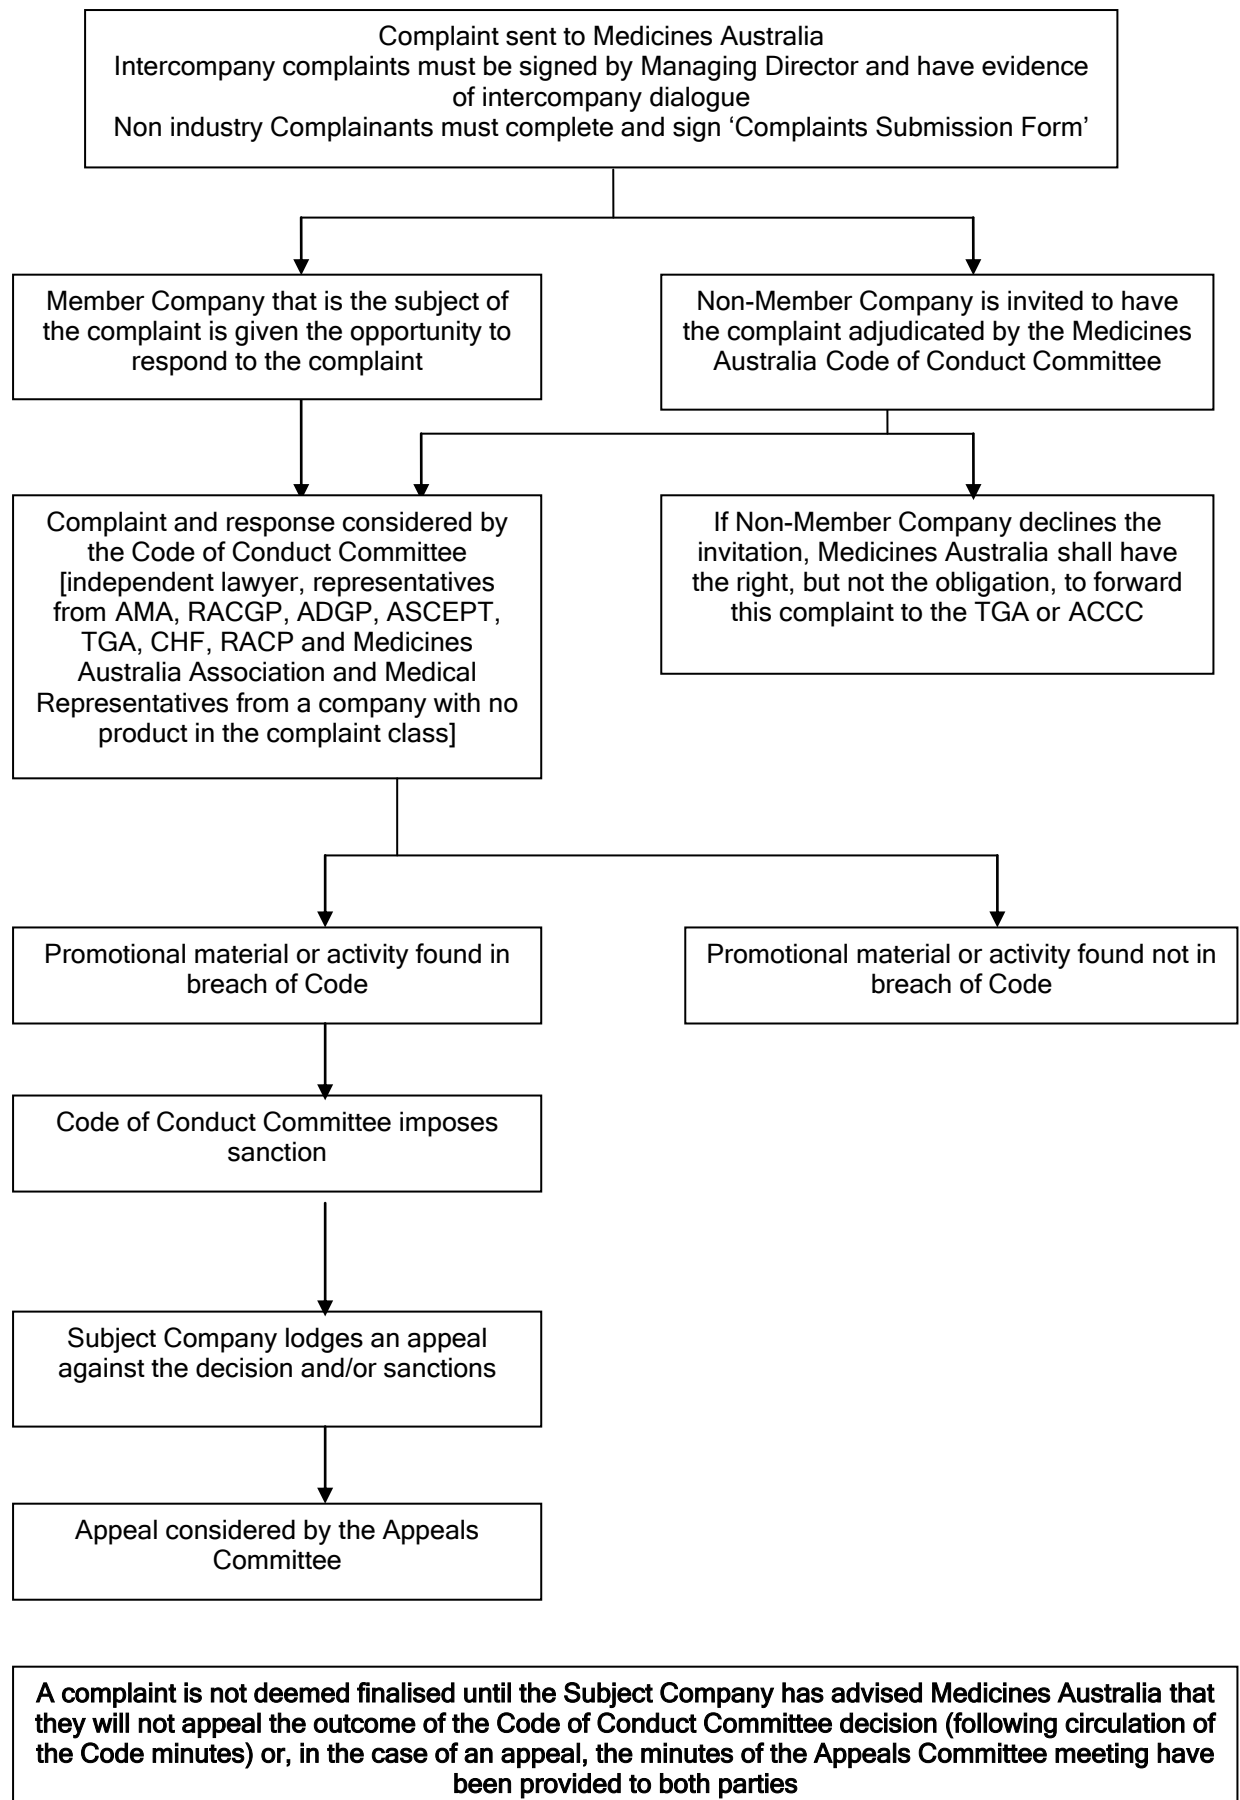 Complaint sent to Medicines Australia
Intercompany complaints must be signed by Managing Director and have evidence
of intercompany dialogue
Non industry Complainants must complete and sign ‘Complaints Submission Form’
Member Company that is the subject of
the complaint is given the opportunity to
respond to the complaint
Non-Member Company is invited to have
the complaint adjudicated by the Medicines
Australia Code of Conduct Committee
Complaint and response considered by
the Code of Conduct Committee
[independent lawyer, representatives
from AMA, RACGP, ADGP, ASCEPT,
TGA, CHF, RACP and Medicines
Australia Association and Medical
Representatives from a company with no
product in the complaint class]
If Non-Member Company declines the
invitation, Medicines Australia shall have
the right, but not the obligation, to forward
this complaint to the TGA or ACCC
Promotional material or activity found in
breach of Code
Promotional material or activity found not in
breach of Code
Code of Conduct Committee imposes
sanction
Subject Company lodges an appeal
against the decision and/or sanctions
Appeal considered by the Appeals
Committee
A complaint is not deemed finalised until the Subject Company has advised Medicines Australia that
they will not appeal the outcome of the Code of Conduct Committee decision (following circulation of
the Code minutes) or, in the case of an appeal, the minutes of the Appeals Committee meeting have
been provided to both parties